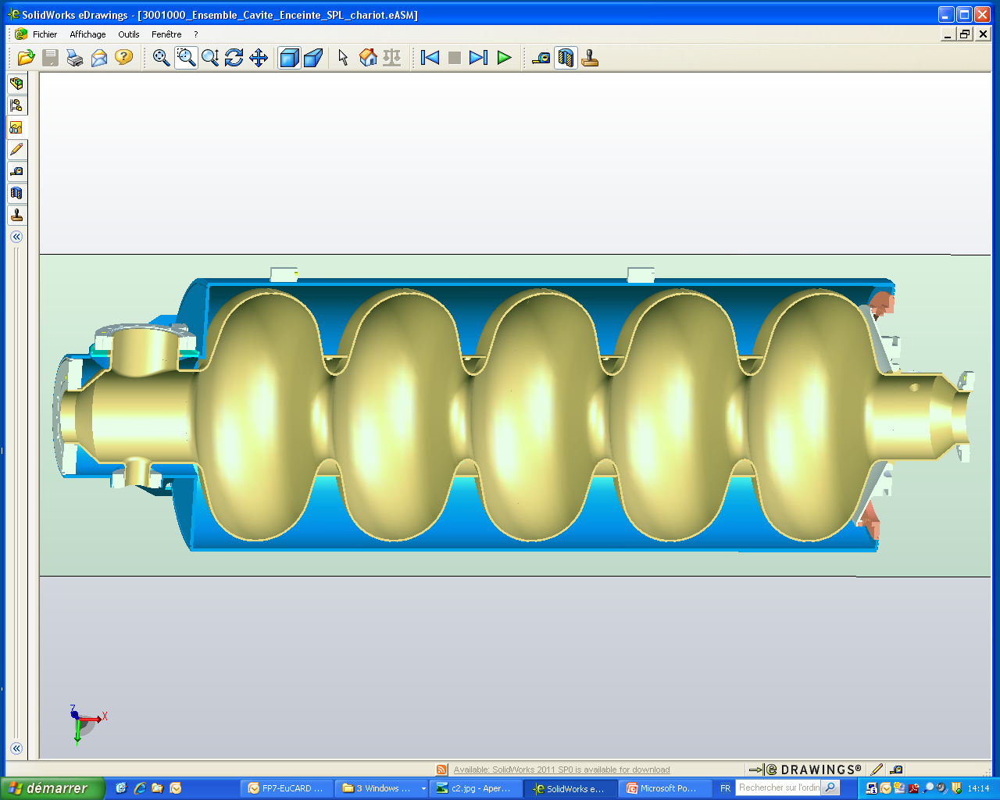 SolidWorks eDrawings - [3001000_Ensemble_Cavite_Enceinte_SPL_chariot.eASM]
Fichier Affichage Outils Fenêtre ?
Z
X
Available: SolidWorks 2011 SP0 is available for download
eDRAWINGS®
démarrer
FP7-EuCARD ...
3 Windows ...
c2.jpg - Aper...
SolidWorks e...
Microsoft Po...
FR
Rechercher sur l'ordin
14:14